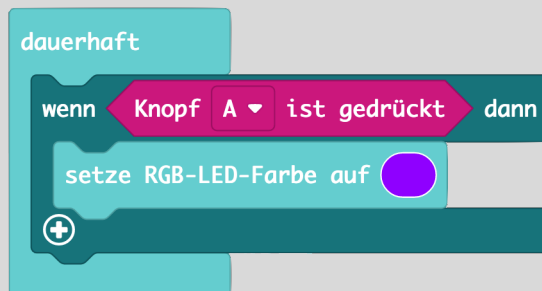 dauerhaft
wenn Knopf A ist gedrückt dann
setze RGB-LED-Farbe auf